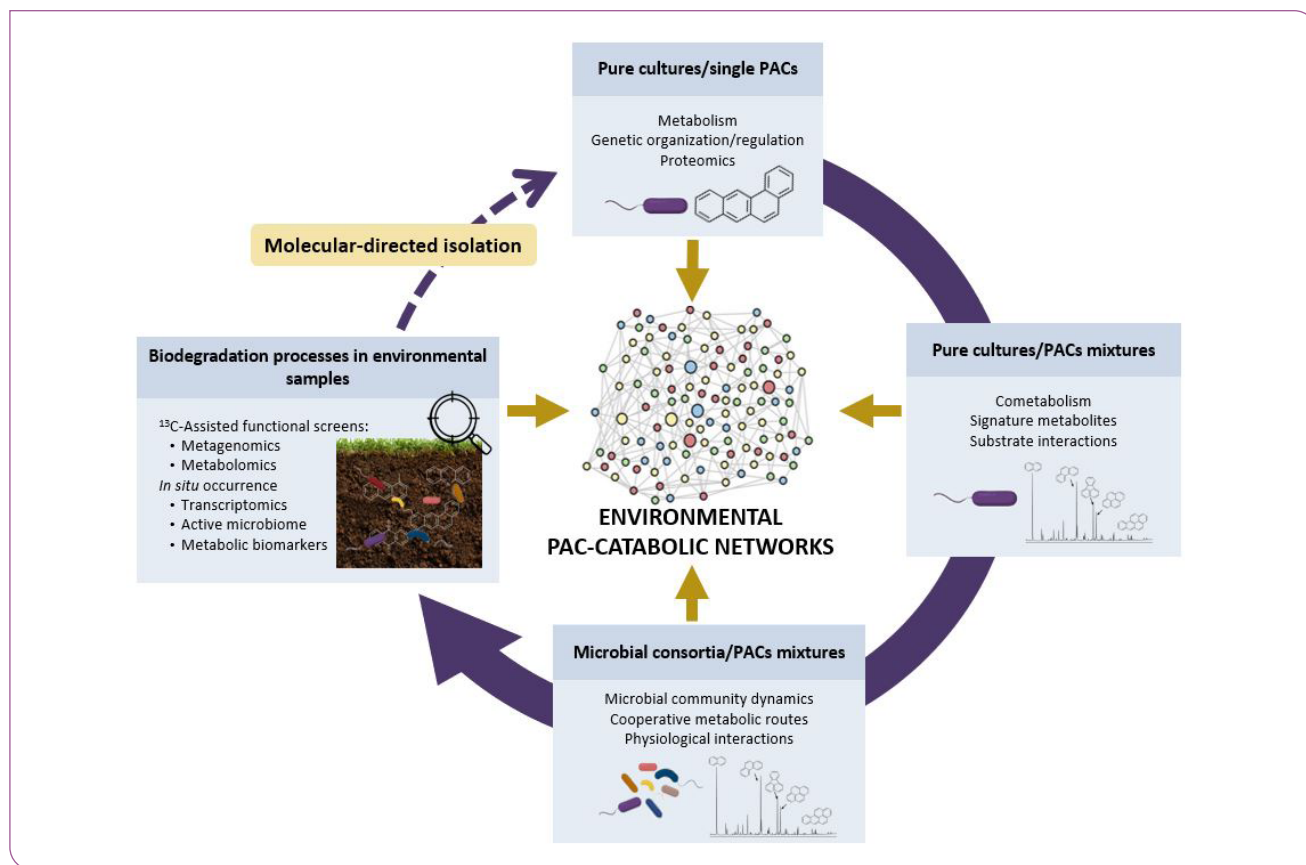 Pure cultures/single PACs
Metabolism
Genetic organization/regulation
Proteomics
Molecular-directed isolation
Biodegradation processes in environmental
samples
¹³C-Assisted functional screens:
• Metagenomics
• Metabolomics
In situ occurrence
• Transcriptomics
• Active microbiome
• Metabolic biomarkers
Pure cultures/PACs mixtures
Cometabolism
Signature metabolites
Substrate interactions
ENVIRONMENTAL
PAC-CATABOLIC NETWORKS
Microbial consortia/PACs mixtures
Microbial community dynamics
Cooperative metabolic routes
Physiological interactions